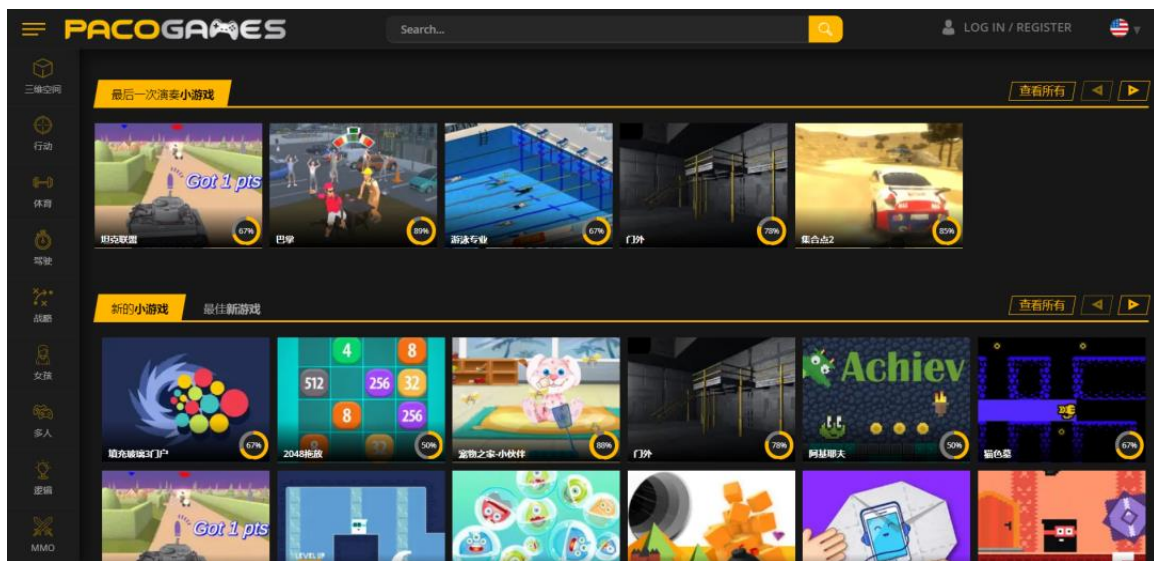 PACOGAMES
Search...
LOG IN / REGISTER
三维空间
行动
体育
驾驶
战略
女孩
多人
逻辑
MMO
最后一次演奏小游戏
查看所有
Got 1 pts
坦克联盟
67%
巴掌
89%
游泳专业
67%
门外
78%
集合点2
85%
新的小游戏
最佳新游戏
查看所有
填充玻璃3门户
67%
4
8
512
256
32
8
256
8
32
2048拖放
50%
宠物之家-小伙伴
88%
门外
78%
Achiev
阿基耶夫
50%
猫色墓
67%
Got 1 pts
LEVEL UP